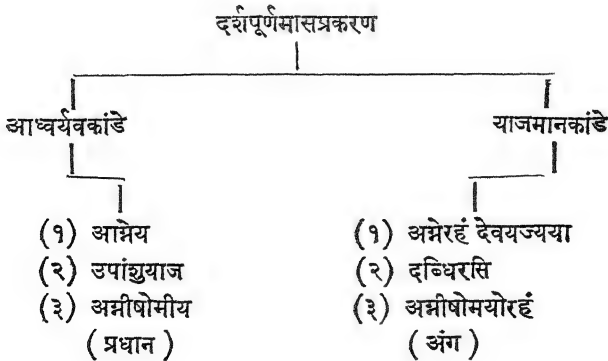 दर्शपूर्णमासप्रकरण
आध्वर्यवकांडे याजमानकांडे
(१) आग्नेय (१) अग्नेरहं देवयज्यया
(२) उपांशुयाज (२) दब्धिरसि
(३) अग्नीषोमीय (३) अग्नीषोमयोरहं
( प्रधान ) ( अंग )